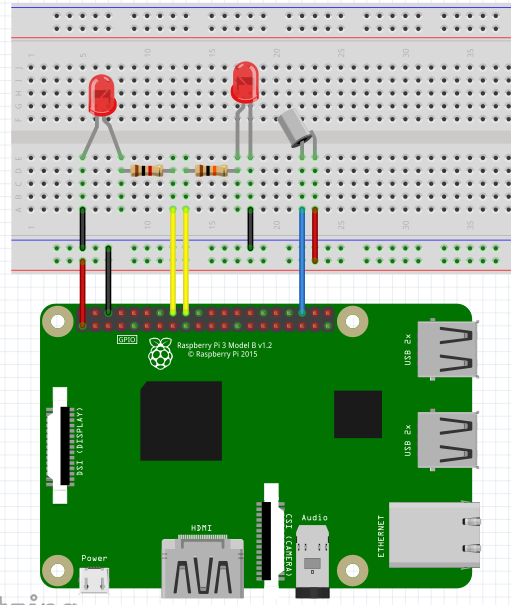 1 5 10 15 20 25 30 35
J
I
H
G
F
E
D
C
B
A
1 5 10 15 20 25 30 35
GPIO
Raspberry Pi 3 Model B v1.2
© Raspberry Pi 2015
USB 2x
DSI (DISPLAY)
USB 2x
HDMI
CSI (CAMERA)
Audio
ETHERNET
Power